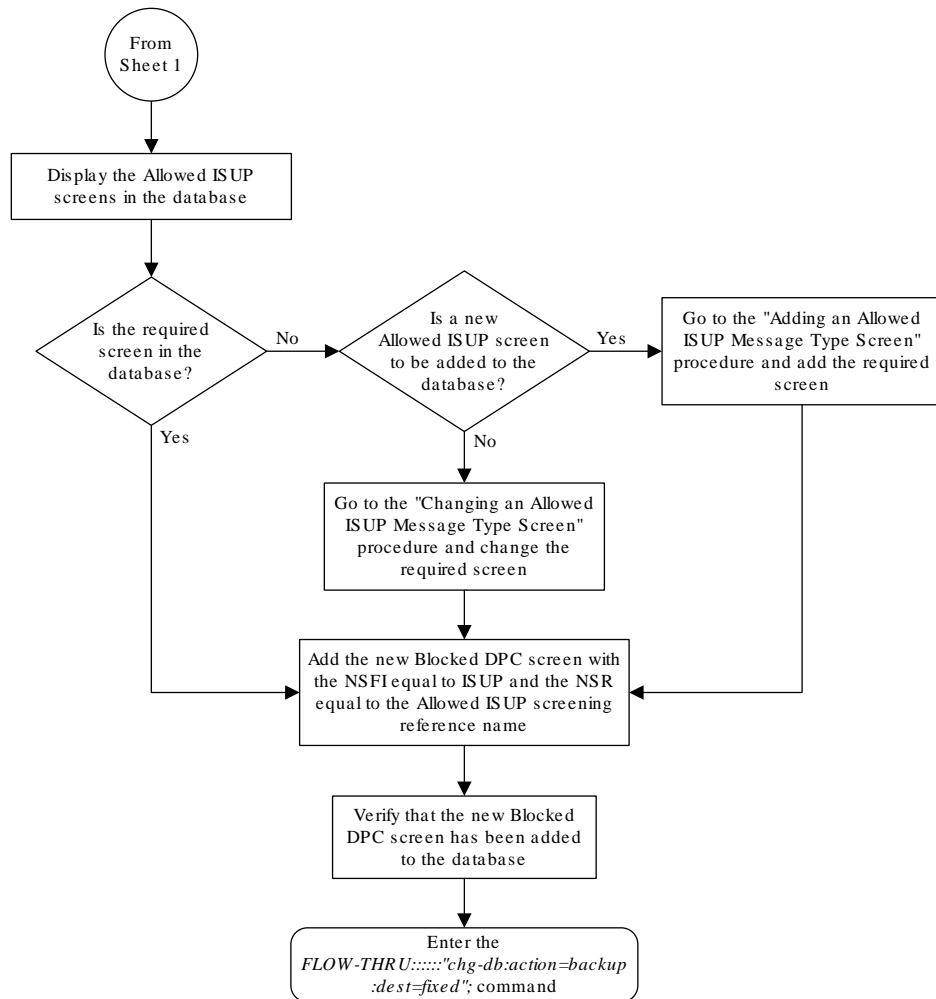 From
Sheet 1
Display the Allowed ISUP
screens in the database
Is the required
screen in the
database?
No
Yes
Is a new
Allowed ISUP screen
to be added to the
database?
Yes
No
Go to the "Adding an Allowed
ISUP Message Type Screen"
procedure and add the required
screen
Go to the "Changing an Allowed
ISUP Message Type Screen"
procedure and change the
required screen
Add the new Blocked DPC screen with
the NSFI equal to ISUP and the NSR
equal to the Allowed ISUP screening
reference name
Verify that the new Blocked
DPC screen has been added
to the database
Enter the
FLOW-THRU::::::"chg-db:action=backup
:dest=fixed"; command